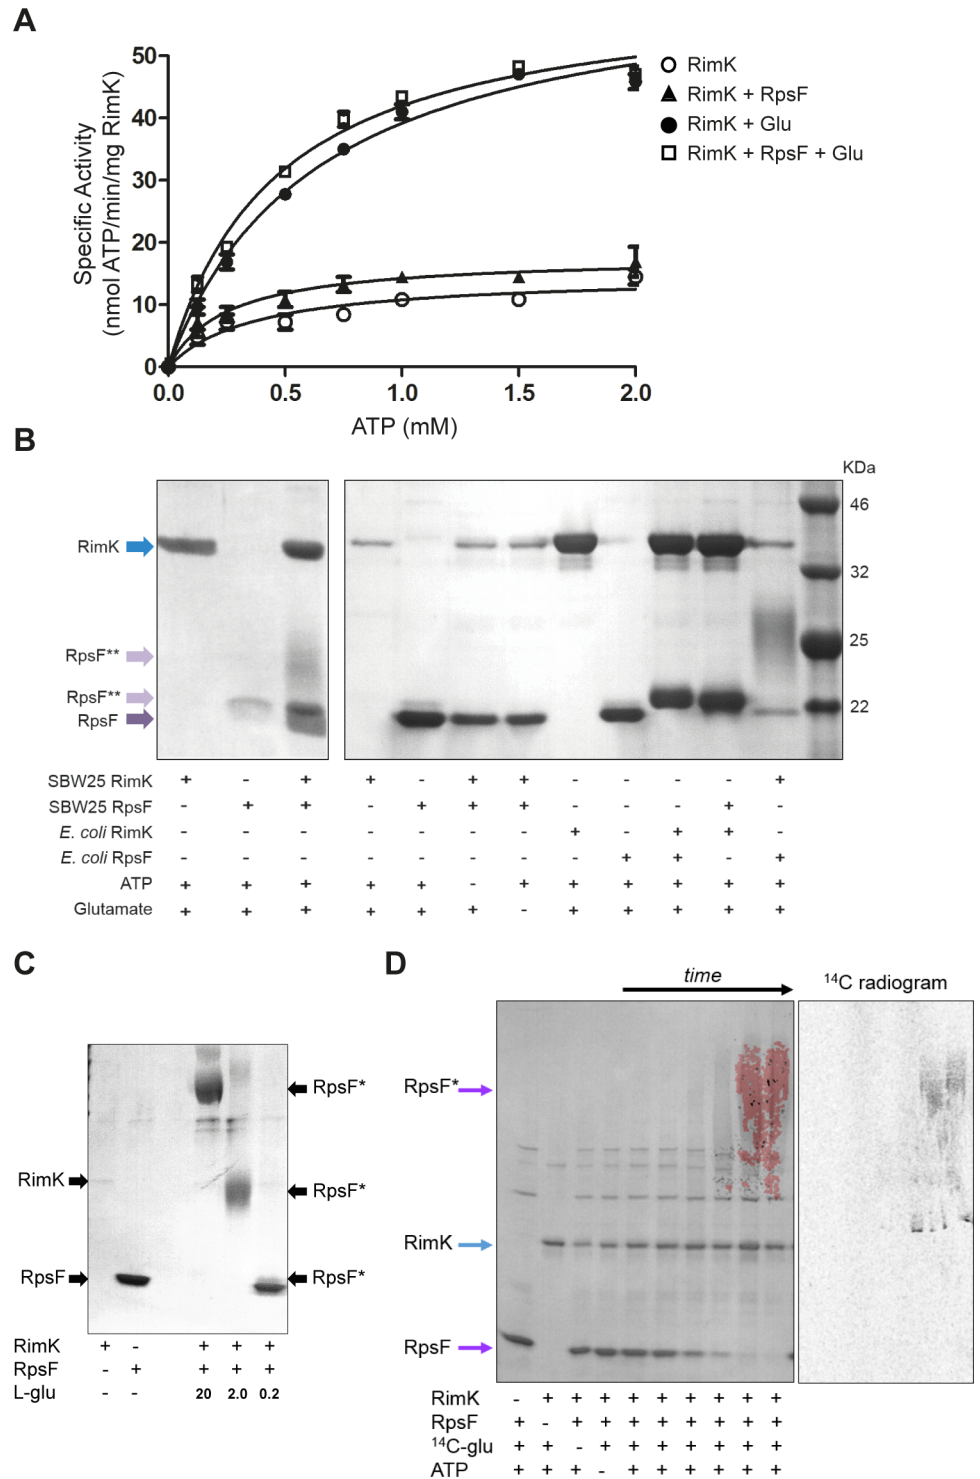 A
50
40
30
20
10
0
Specific Activity
(nmol ATP/min/mg RimK)
0.0 0.5 1.0 1.5 2.0
ATP (mM)
RimK
RimK + RpsF
RimK + Glu
RimK + RpsF + Glu
B
KDa
46
32
25
22
RimK
RpsF**
RpsF**
RpsF
SBW25 RimK + - + + - + + - - - - +
SBW25 RpsF - + + - + + + - - - + -
E. coli RimK - - - - - - - + - + + -
E. coli RpsF - - - - - - - - + + - +
ATP + + + + + - + + + + + +
Glutamate + + + + + + - + + + + +
C
RimK
RpsF
RpsF*
RpsF*
RpsF*
RimK + - + + +
RpsF - + + + +
L-glu - - 20 2.0 0.2
D
time
14C radiogram
RpsF*
RimK
RpsF
RimK - + + + + + + + +
RpsF + - + + + + + + +
14C-glu + + - + + + + + +
ATP + + + - + + + + +